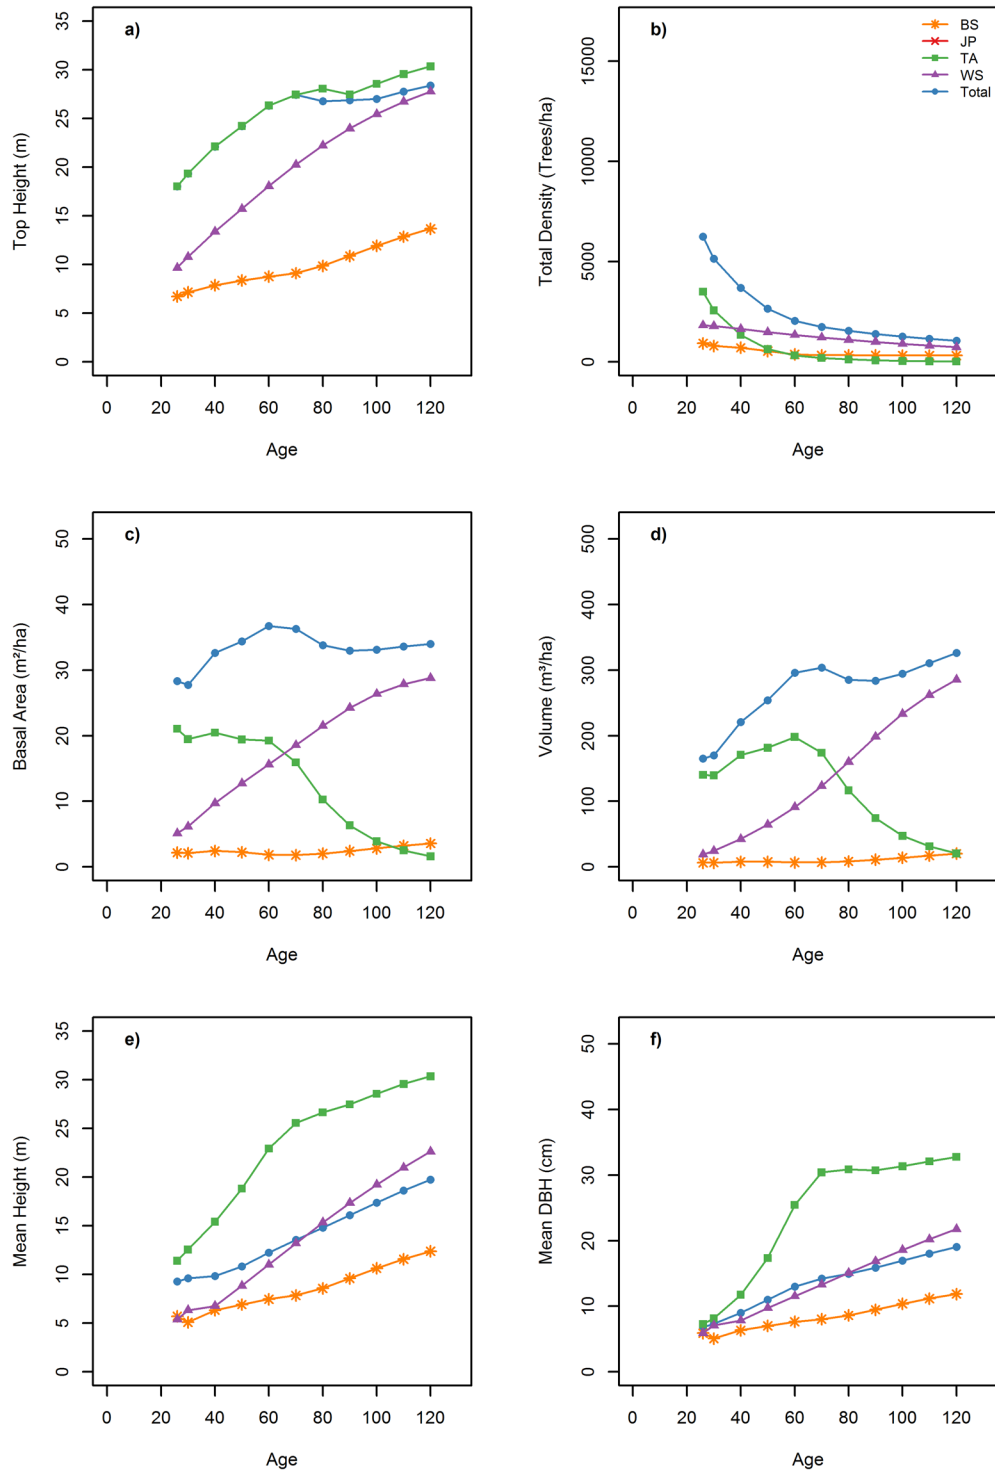 a)
Top Height (m)
35
30
25
20
15
10
5
0
0 20 40 60 80 100 120
Age
b)
Total Density (Trees/ha)
15000
10000
5000
0
0 20 40 60 80 100 120
Age
BS
JP
TA
WS
Total
c)
Basal Area (m²/ha)
50
40
30
20
10
0
0 20 40 60 80 100 120
Age
d)
Volume (m³/ha)
500
400
300
200
100
0
0 20 40 60 80 100 120
Age
e)
Mean Height (m)
35
30
25
20
15
10
5
0
0 20 40 60 80 100 120
Age
f)
Mean DBH (cm)
50
40
30
20
10
0
0 20 40 60 80 100 120
Age